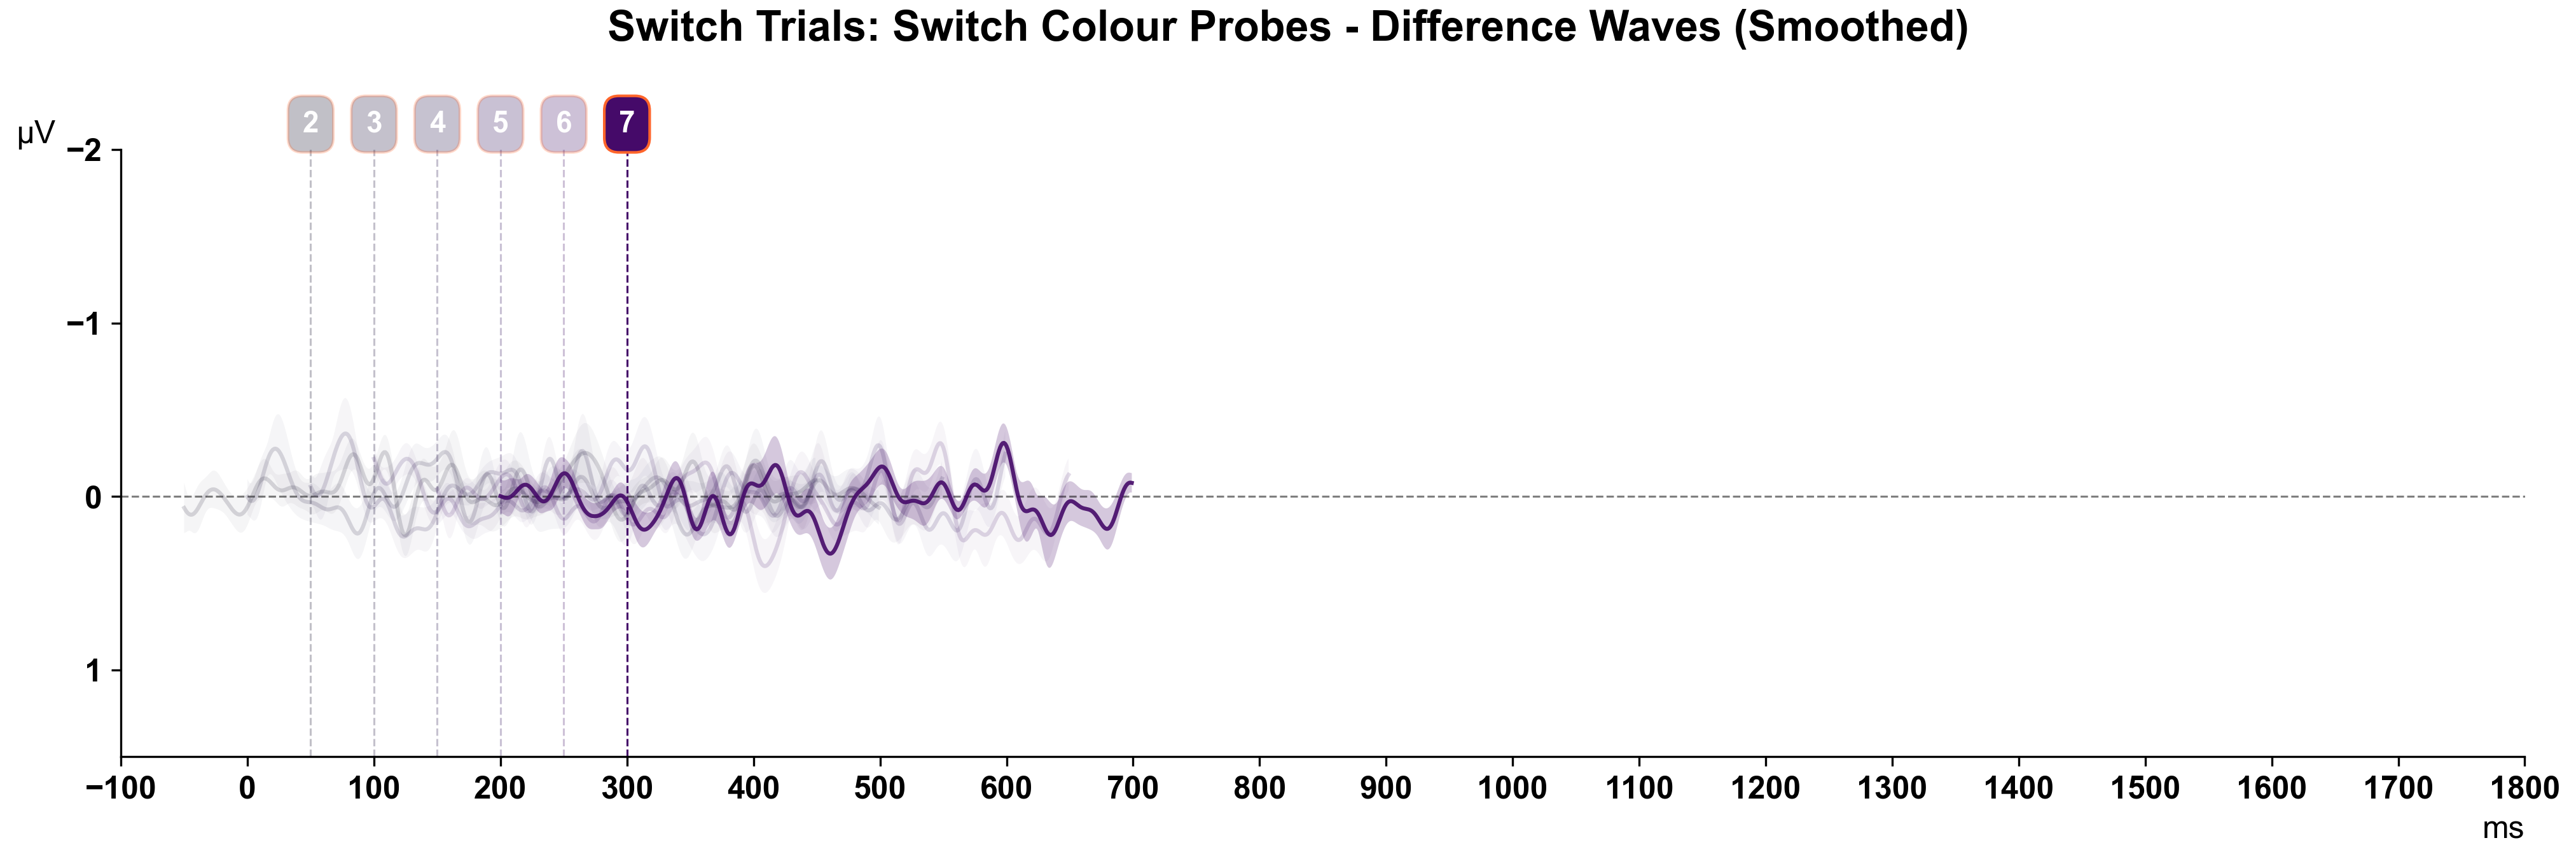 Switch Trials: Switch Colour Probes - Difference Waves (Smoothed)
2 3 4 5 6 7
µV
−2
−1
0
1
−100 0 100 200 300 400 500 600 700 800 900 1000 1100 1200 1300 1400 1500 1600 1700 1800
ms